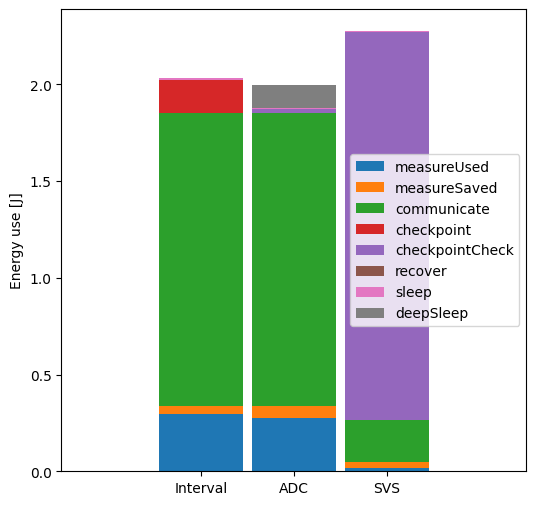 2.0
1.5
1.0
0.5
0.0
Energy use [J]
measureUsed
measureSaved
communicate
checkpoint
checkpointCheck
recover
sleep
deepSleep
Interval
ADC
SVS